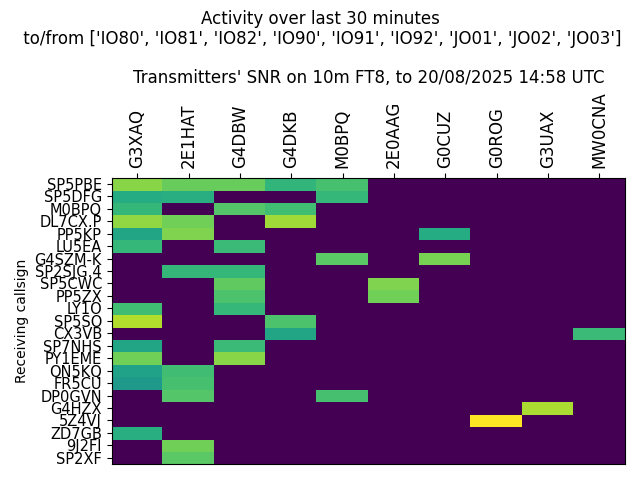 Activity over last 30 minutes
to/from ['IO80', 'IO81', 'IO82', 'IO90', 'IO91', 'IO92', 'JO01', 'JO02', 'JO03']
Transmitters' SNR on 10m FT8, to 20/08/2025 14:58 UTC
G3XAQ
2E1HAT
G4DBW
G4DKB
M0BPQ
2E0AAG
G0CUZ
G0ROG
G3UAX
MW0CNA
Receiving callsign
SP5PBE
SP5DFG
M0BPQ
DL7CX.P
PP5KP
LU5EA
G4SZM-K
SP2SJG.4
SP5CWC
PP5ZX
LY1O
SP5SO
CX3VB
SP7NHS
PY1EME
ON5KQ
FR5CU
DP0GVN
G4HZX
5Z4VJ
ZD7GB
9J2FI
SP2XF